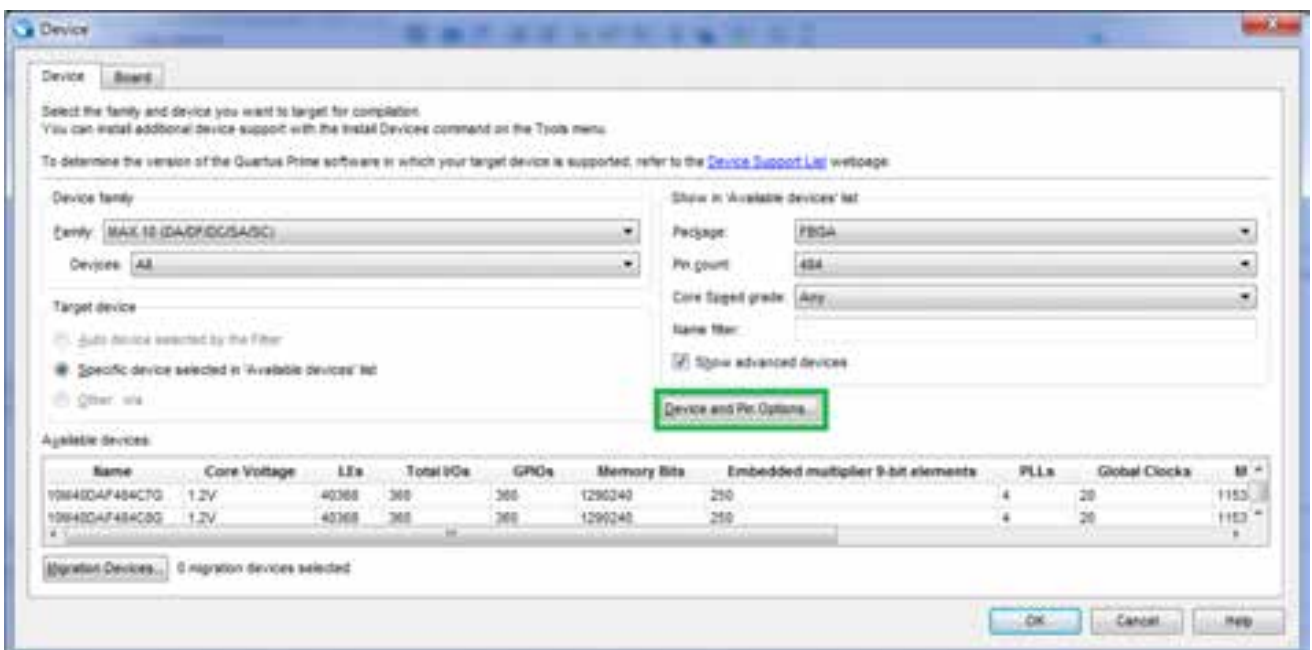 Device
Device Board
Select the family and device you want to target for compilation.
You can install additional device support with the Install Devices command on the Tools menu.
To determine the version of the Quartus Prime software in which your target device is supported, refer to the Device Support List webpage.
Device family
Family: MAX 10 (DA/DF/DC/SA/SC)
Devices: All
Show in 'Available devices' list
Package: FBGA
Pin count: 484
Core Speed grade: Any
Name filter:
Show advanced devices
Target device
Auto device selected by the Fitter
Specific device selected in 'Available devices' list
Other: n/a
Device and Pin Options...
Available devices:
Name Core Voltage LEs Total I/Os GPIOs Memory Bits Embedded multiplier 9-bit elements PLLs Global Clocks M
10M40DAF484C7G 1.2V 40368 360 360 1290240 250 4 20 1153
10M40DAF484C8G 1.2V 40368 360 360 1290240 250 4 20 1153
Migration Devices... 0 migration devices selected
OK Cancel Help